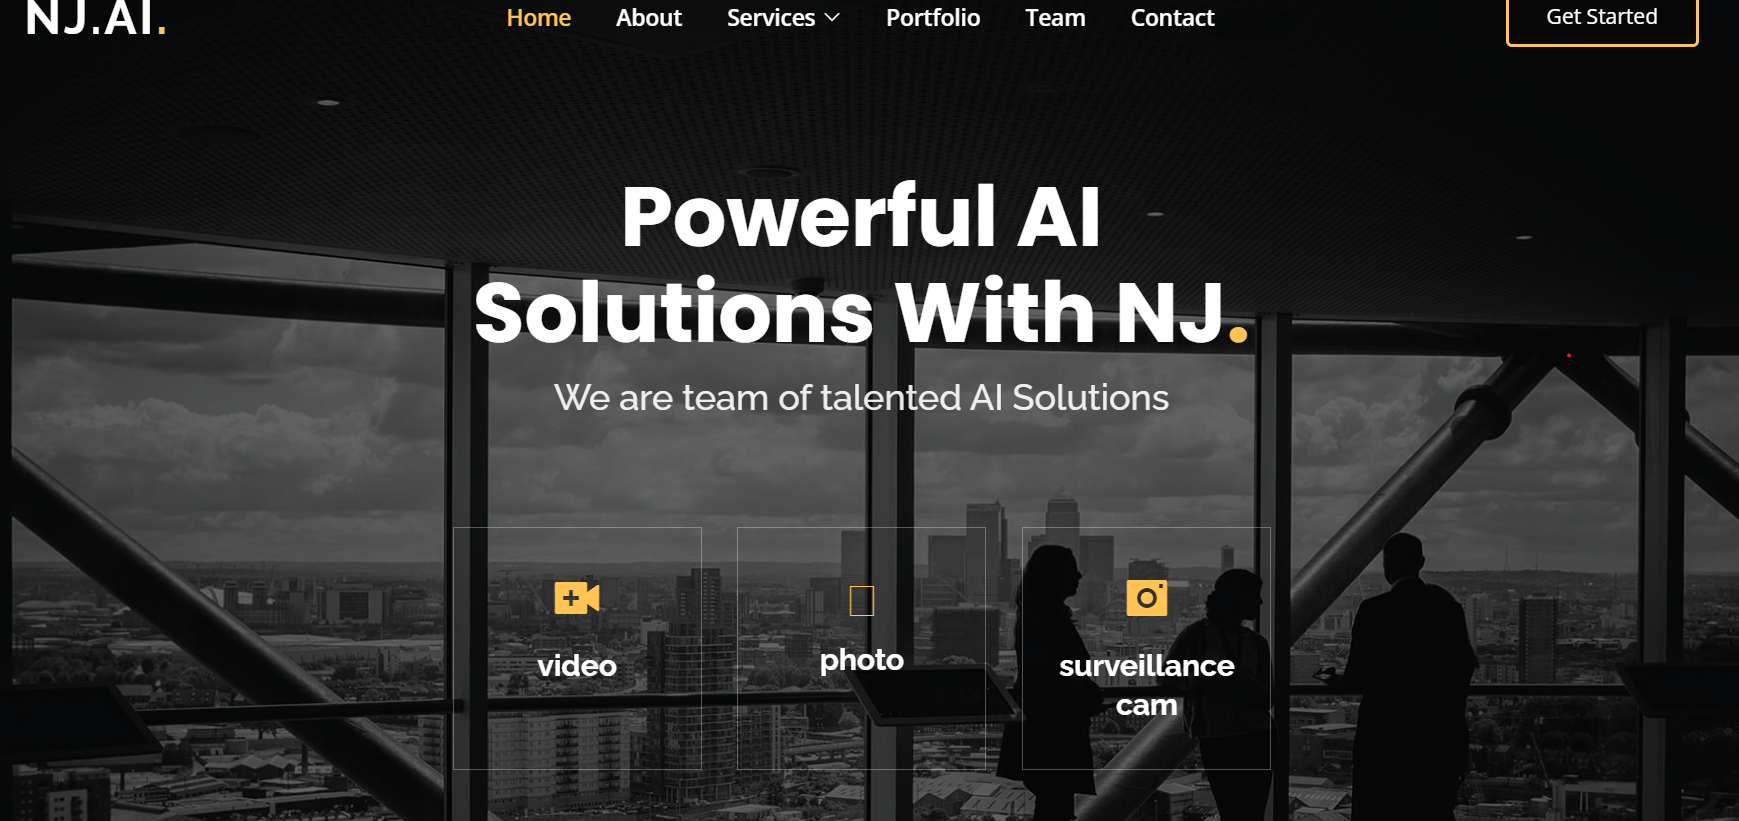 NJ.AI.
Home About Services Portfolio Team Contact
Get Started
Powerful AI
Solutions With NJ.
We are team of talented AI Solutions
video
photo
surveillance
cam